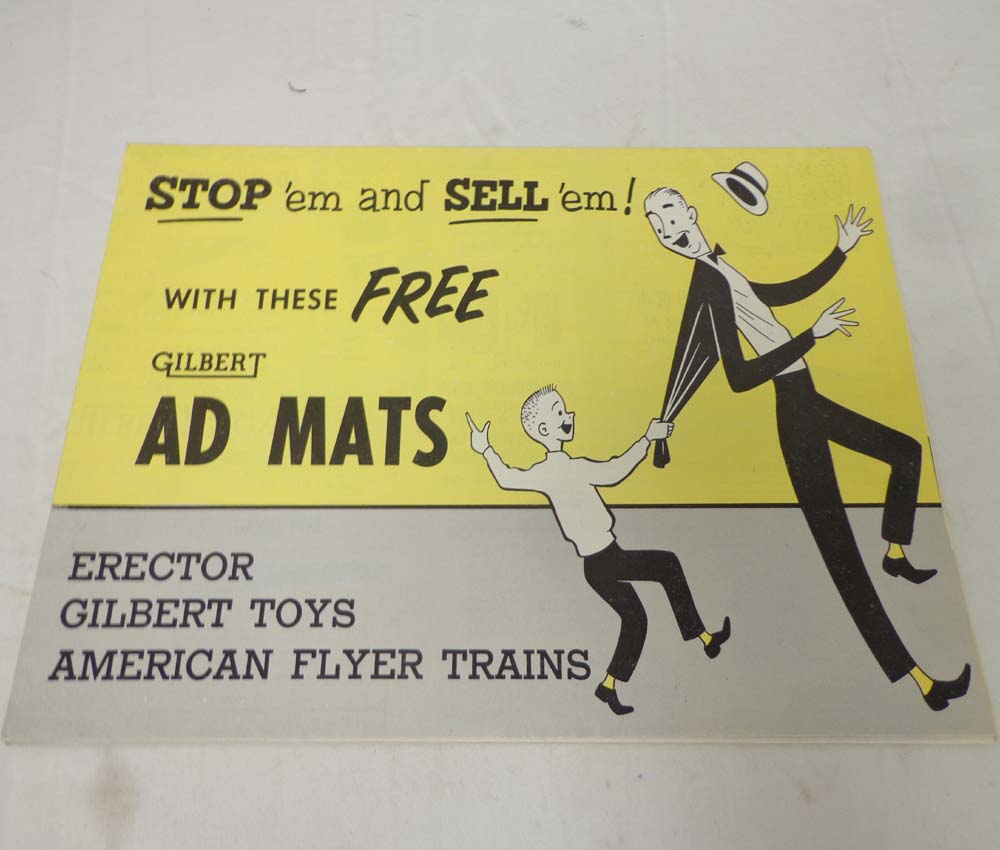 STOP 'em and SELL 'em!
WITH THESE FREE
GILBERT
AD MATS
ERECTOR
GILBERT TOYS
AMERICAN FLYER TRAINS